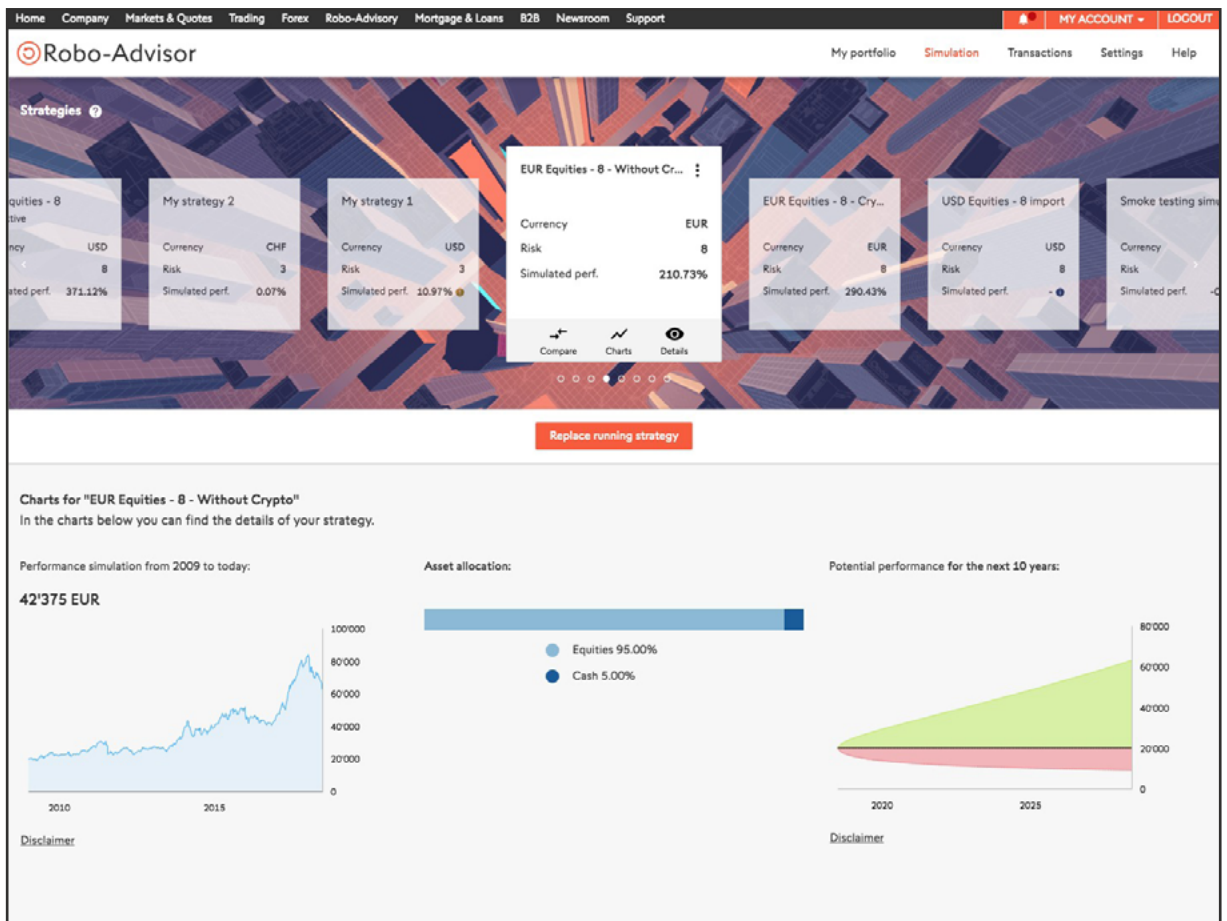 Home Company Markets & Quotes Trading Forex Robo-Advisory Mortgage & Loans B2B Newsroom Support MY ACCOUNT LOGOUT
Robo-Advisor My portfolio Simulation Transactions Settings Help
Strategies ?
quities - 8
tive
ncy USD
8
ated perf. 371.12%
My strategy 2
Currency CHF
Risk 3
Simulated perf. 0.07%
My strategy 1
Currency USD
Risk 3
Simulated perf. 10.97%
EUR Equities - 8 - Without Cr...
Currency EUR
Risk 8
Simulated perf. 210.73%
Compare Charts Details
EUR Equities - 8 - Cry...
Currency EUR
Risk 8
Simulated perf. 290.43%
USD Equities - 8 import
Currency USD
Risk 8
Simulated perf. -
Smoke testing simu
Currency
Risk
Simulated perf.
Replace running strategy
Charts for "EUR Equities - 8 - Without Crypto"
In the charts below you can find the details of your strategy.
Performance simulation from 2009 to today:
42'375 EUR
100'000
80'000
60'000
40'000
20'000
0
2010 2015
Disclaimer
Asset allocation:
Equities 95.00%
Cash 5.00%
Potential performance for the next 10 years:
80'000
60'000
40'000
20'000
0
2020 2025
Disclaimer